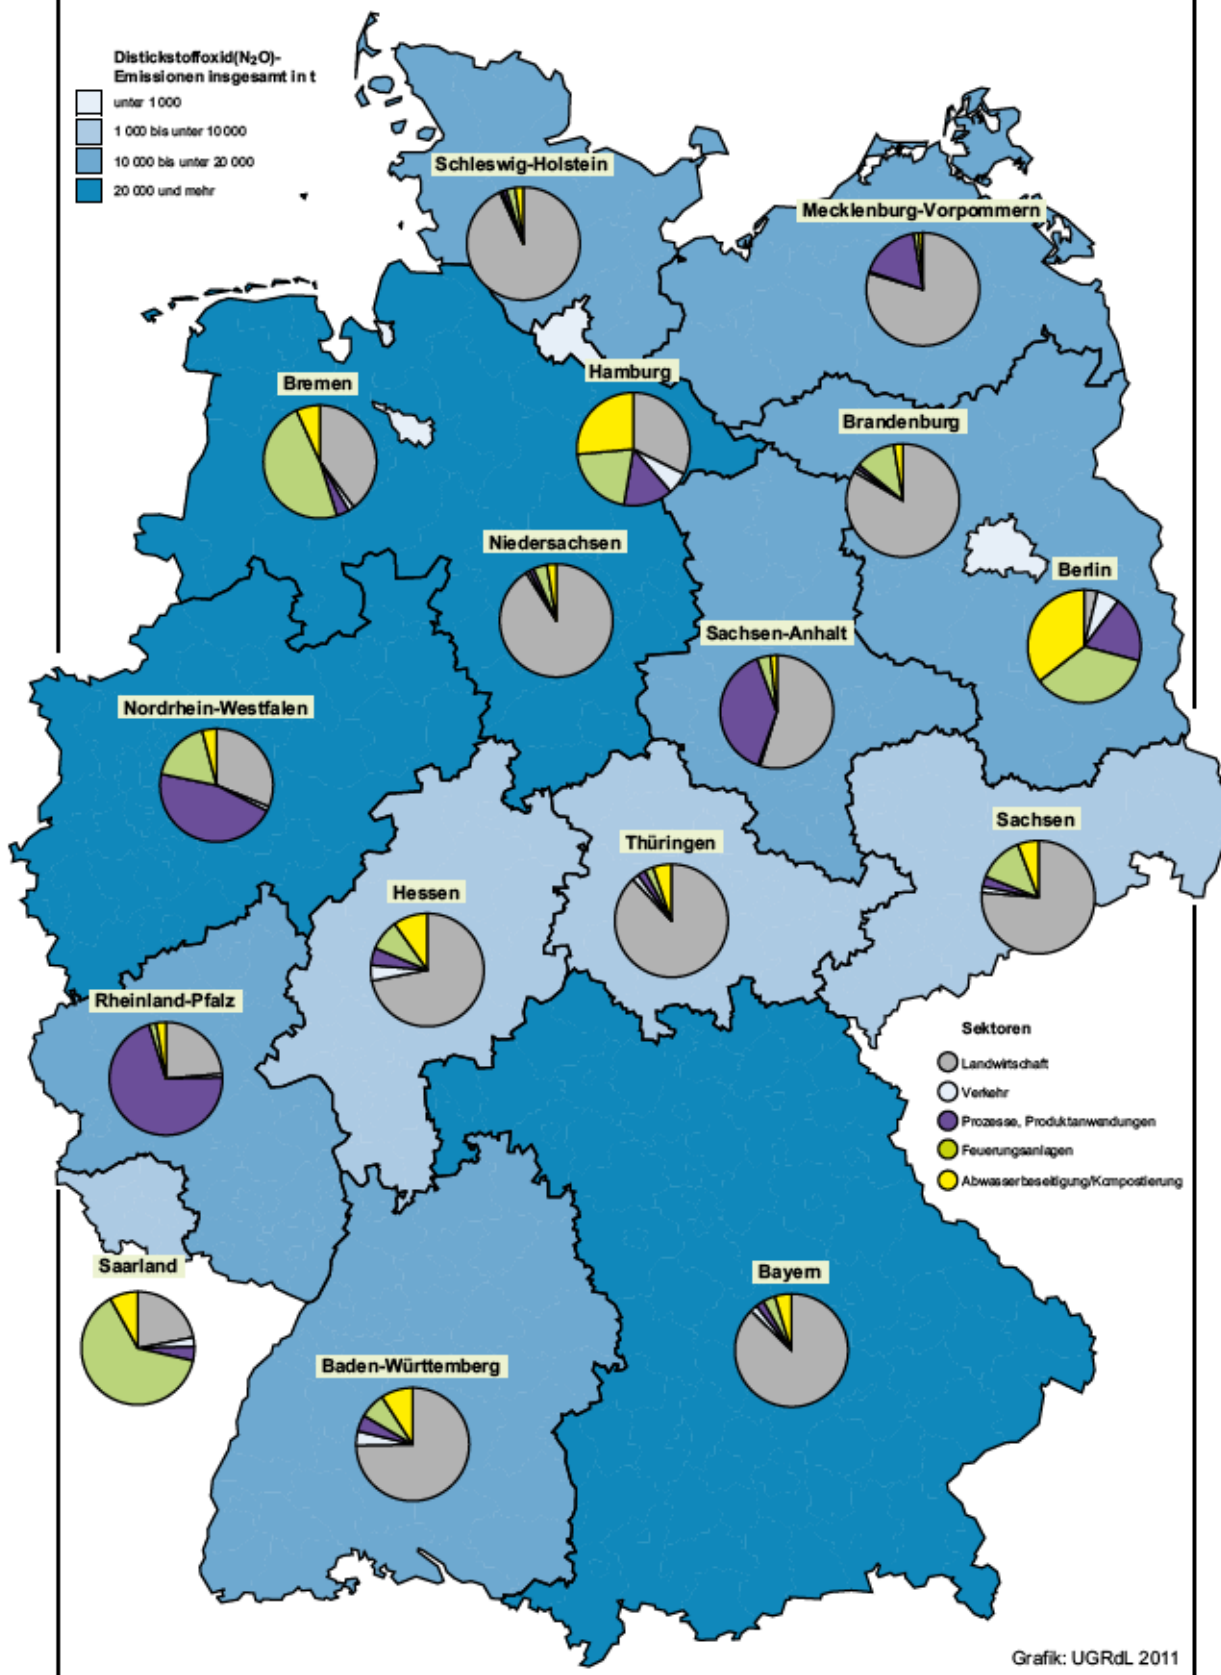 Distickstoffoxid(N₂O)-
Emissionen insgesamt in t
unter 1 000
1 000 bis unter 10 000
10 000 bis unter 20 000
20 000 und mehr
Schleswig-Holstein
Mecklenburg-Vorpommern
Hamburg
Bremen
Brandenburg
Niedersachsen
Berlin
Sachsen-Anhalt
Nordrhein-Westfalen
Sachsen
Thüringen
Hessen
Rheinland-Pfalz
Sektoren
Landwirtschaft
Verkehr
Prozesse, Produktanwendungen
Feuerungsanlagen
Abwasserbeseitigung/Kompostierung
Saarland
Bayern
Baden-Württemberg
Grafik: UGRdL 2011